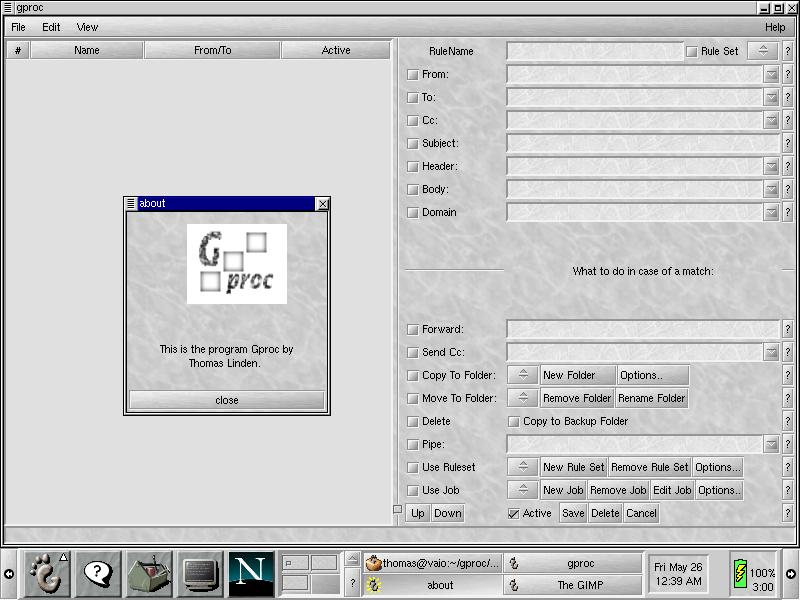 gproc
File Edit View Help
# Name From/To Active
RuleName Rule Set ?
From: ?
To: ?
Cc: ?
Subject: ?
Header: ?
Body: ?
Domain ?
about
G
proc
This is the program Gproc by
Thomas Linden.
close
What to do in case of a match:
Forward: ?
Send Cc: ?
Copy To Folder: New Folder Options.. ?
Move To Folder: Remove Folder Rename Folder ?
Delete Copy to Backup Folder ?
Pipe: ?
Use Ruleset New Rule Set Remove Rule Set Options... ?
Use Job New Job Remove Job Edit Job Options.. ?
Up Down Active Save Delete Cancel ?
? N ? thomas@vaio:~/gproc/... gproc
about The GIMP
Fri May 26
12:39 AM
100%
3:00